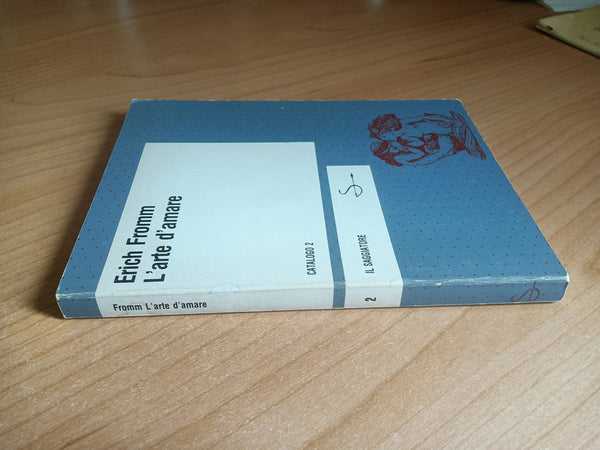 Erich Fromm
L'arte d'amare
CATALOGO 2
IL SAGGIATORE
Fromm L'arte d'amare
2